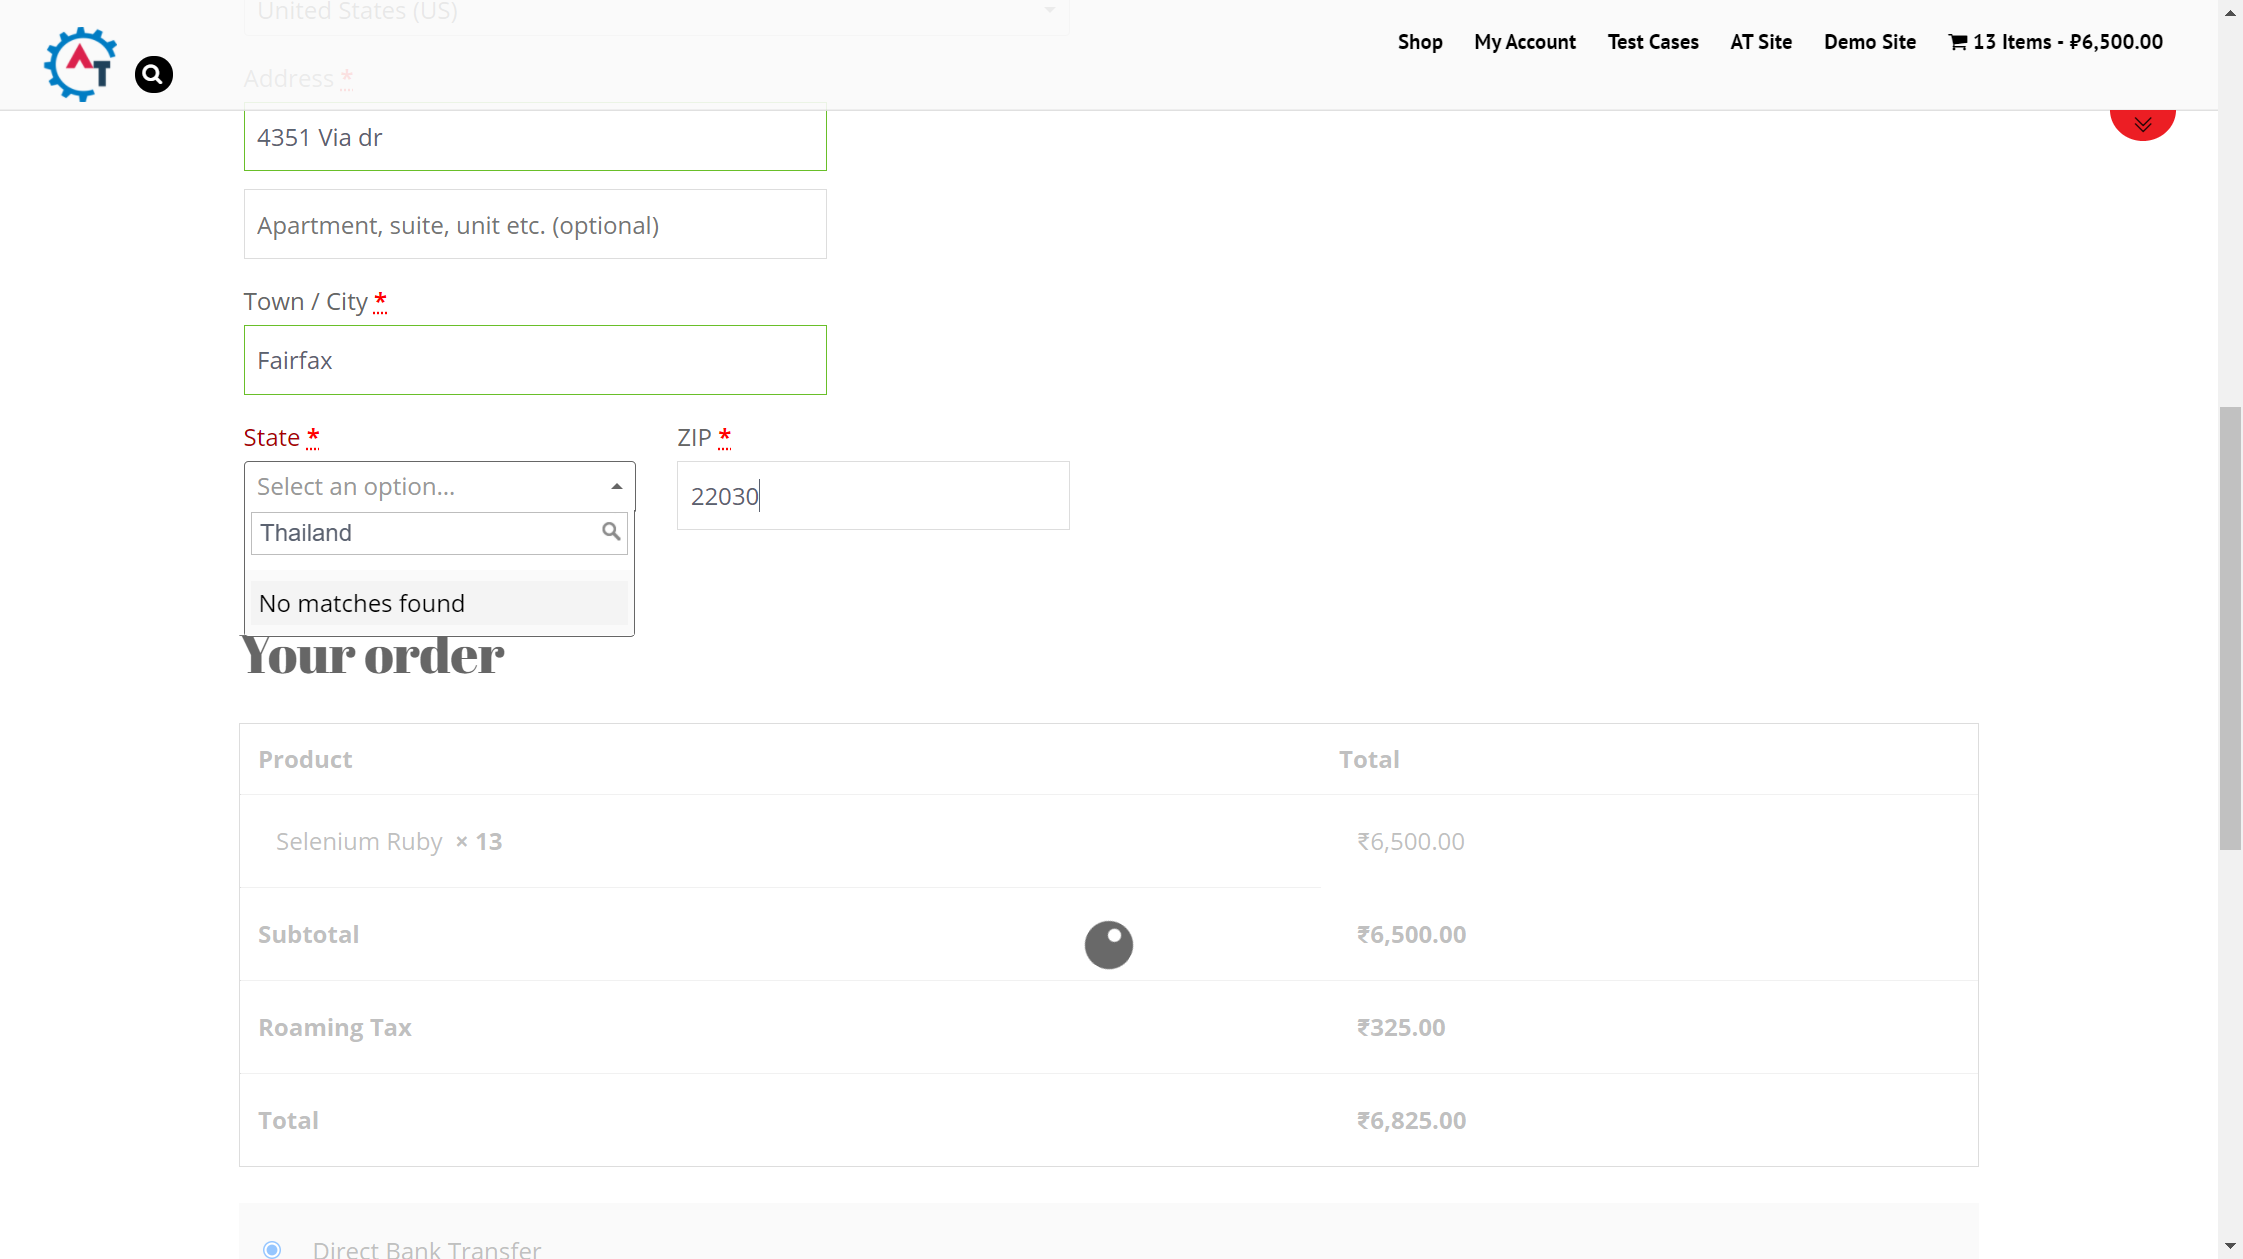 United States (US)
AT
Shop
My Account
Test Cases
AT Site
Demo Site
13 Items - ₽6,500.00
Address *
4351 Via dr
Apartment, suite, unit etc. (optional)
Town / City *
Fairfax
State *
ZIP *
Select an option...
22030
Thailand
No matches found
Your order
Product
Total
Selenium Ruby × 13
₹6,500.00
Subtotal
₹6,500.00
Roaming Tax
₹325.00
Total
₹6,825.00
Direct Bank Transfer